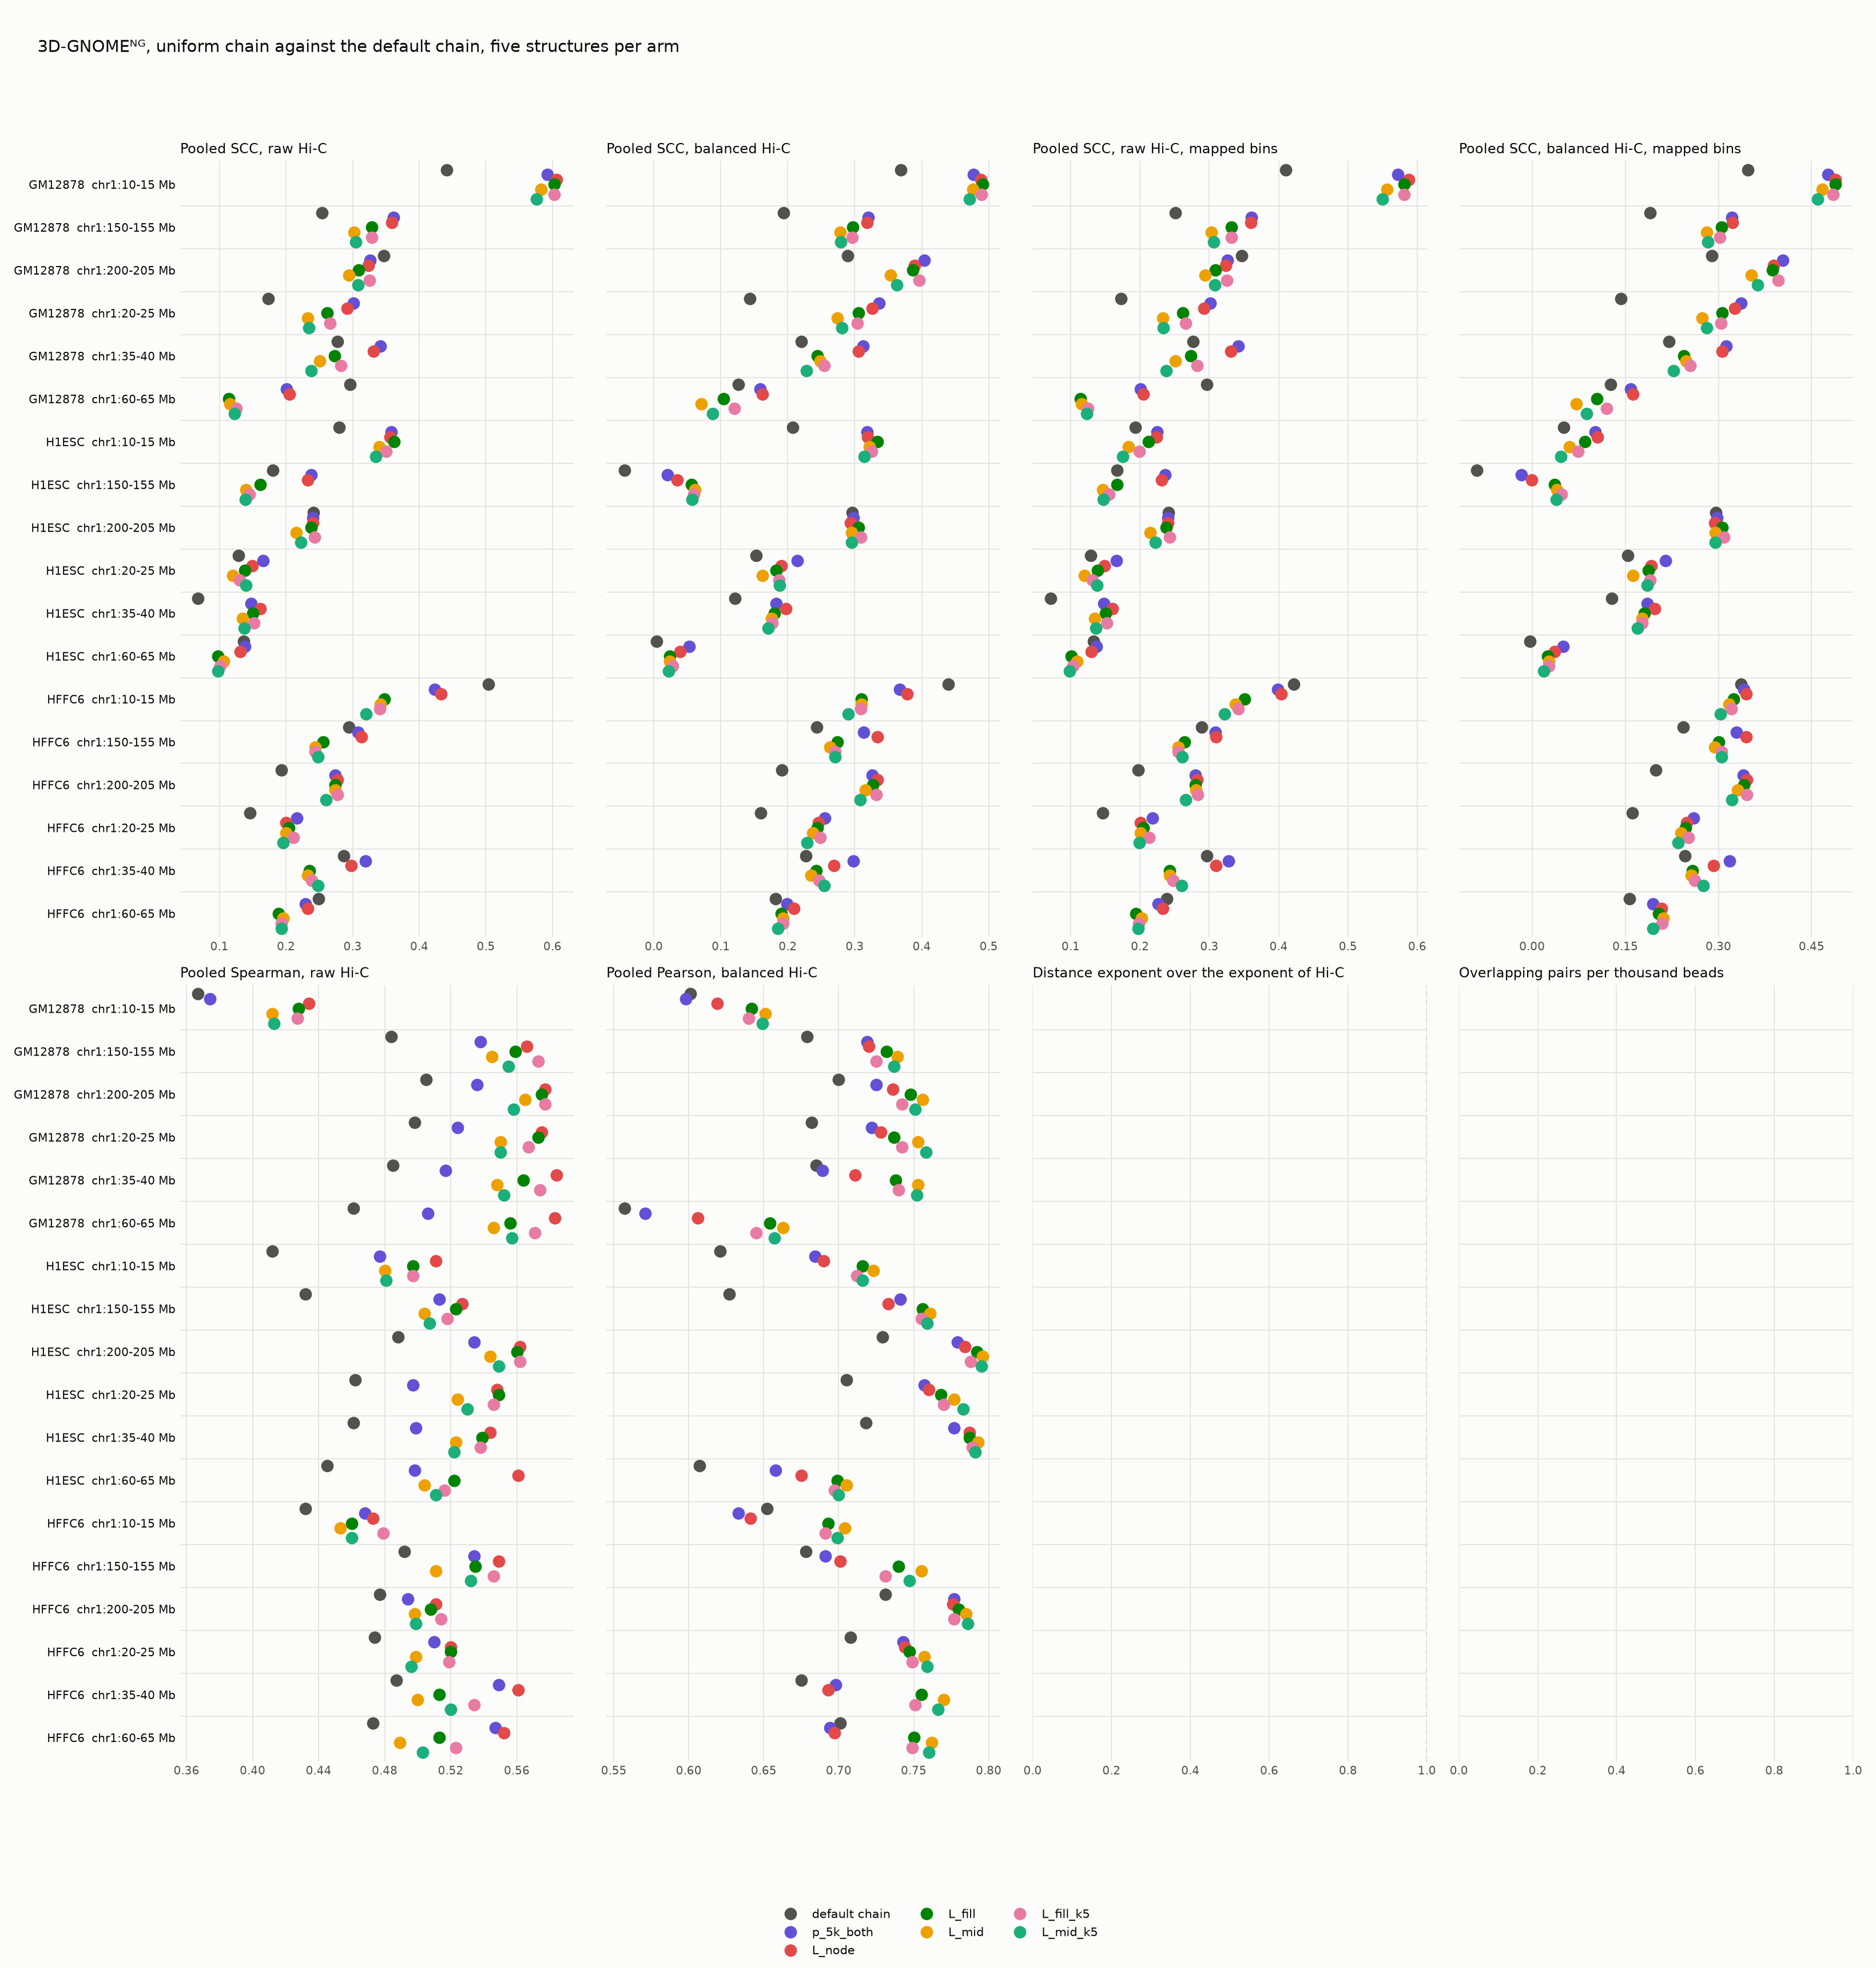 3D-GNOMEᴺᴳ, uniform chain against the default chain, five structures per arm
Pooled SCC, raw Hi-C
Pooled SCC, balanced Hi-C
Pooled SCC, raw Hi-C, mapped bins
Pooled SCC, balanced Hi-C, mapped bins
GM12878 chr1:10-15 Mb
GM12878 chr1:150-155 Mb
GM12878 chr1:200-205 Mb
GM12878 chr1:20-25 Mb
GM12878 chr1:35-40 Mb
GM12878 chr1:60-65 Mb
H1ESC chr1:10-15 Mb
H1ESC chr1:150-155 Mb
H1ESC chr1:200-205 Mb
H1ESC chr1:20-25 Mb
H1ESC chr1:35-40 Mb
H1ESC chr1:60-65 Mb
HFFC6 chr1:10-15 Mb
HFFC6 chr1:150-155 Mb
HFFC6 chr1:200-205 Mb
HFFC6 chr1:20-25 Mb
HFFC6 chr1:35-40 Mb
HFFC6 chr1:60-65 Mb
0.1 0.2 0.3 0.4 0.5 0.6
0.0 0.1 0.2 0.3 0.4 0.5
0.1 0.2 0.3 0.4 0.5 0.6
0.00 0.15 0.30 0.45
Pooled Spearman, raw Hi-C
Pooled Pearson, balanced Hi-C
Distance exponent over the exponent of Hi-C
Overlapping pairs per thousand beads
GM12878 chr1:10-15 Mb
GM12878 chr1:150-155 Mb
GM12878 chr1:200-205 Mb
GM12878 chr1:20-25 Mb
GM12878 chr1:35-40 Mb
GM12878 chr1:60-65 Mb
H1ESC chr1:10-15 Mb
H1ESC chr1:150-155 Mb
H1ESC chr1:200-205 Mb
H1ESC chr1:20-25 Mb
H1ESC chr1:35-40 Mb
H1ESC chr1:60-65 Mb
HFFC6 chr1:10-15 Mb
HFFC6 chr1:150-155 Mb
HFFC6 chr1:200-205 Mb
HFFC6 chr1:20-25 Mb
HFFC6 chr1:35-40 Mb
HFFC6 chr1:60-65 Mb
0.36 0.40 0.44 0.48 0.52 0.56
0.55 0.60 0.65 0.70 0.75 0.80
0.0 0.2 0.4 0.6 0.8 1.0
0.0 0.2 0.4 0.6 0.8 1.0
default chain
p_5k_both
L_node
L_fill
L_mid
L_fill_k5
L_mid_k5